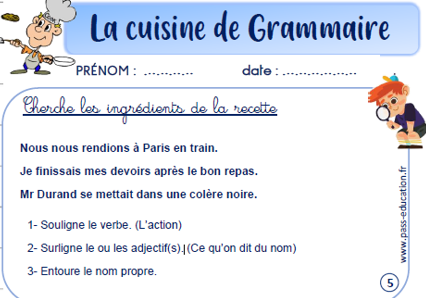 La cuisine de Grammaire
PRÉNOM : ............ date : ..................
Cherche les ingrédients de la recette
Nous nous rendions à Paris en train.
Je finissais mes devoirs après le bon repas.
Mr Durand se mettait dans une colère noire.
1- Souligne le verbe. (L'action)
2- Surligne le ou les adjectif(s).(Ce qu'on dit du nom)
3- Entoure le nom propre.
www.pass-education.fr
5